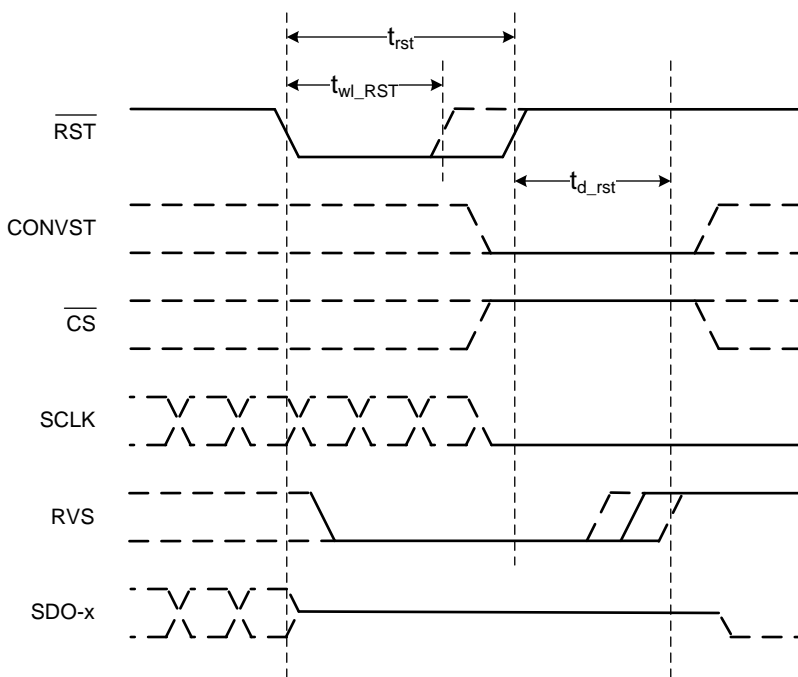 t_rst
t_wl_RST
RST
t_d_rst
CONVST
CS
SCLK
RVS
SDO-x